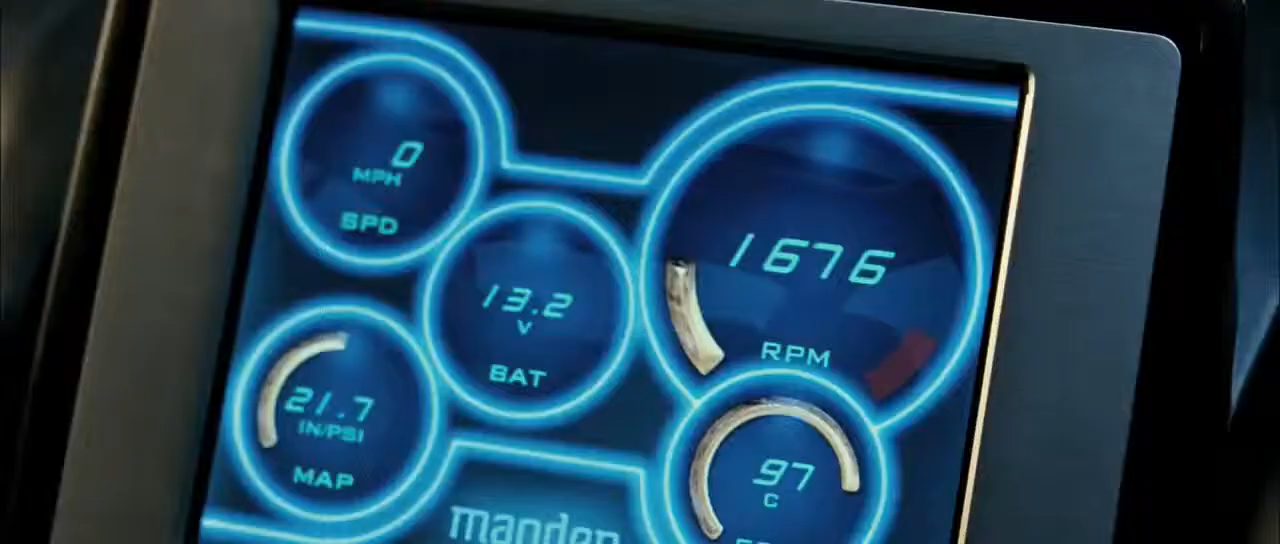 0
MPH
SPD
13.2
V
BAT
1676
RPM
21.7
IN/PSI
MAP
97
C